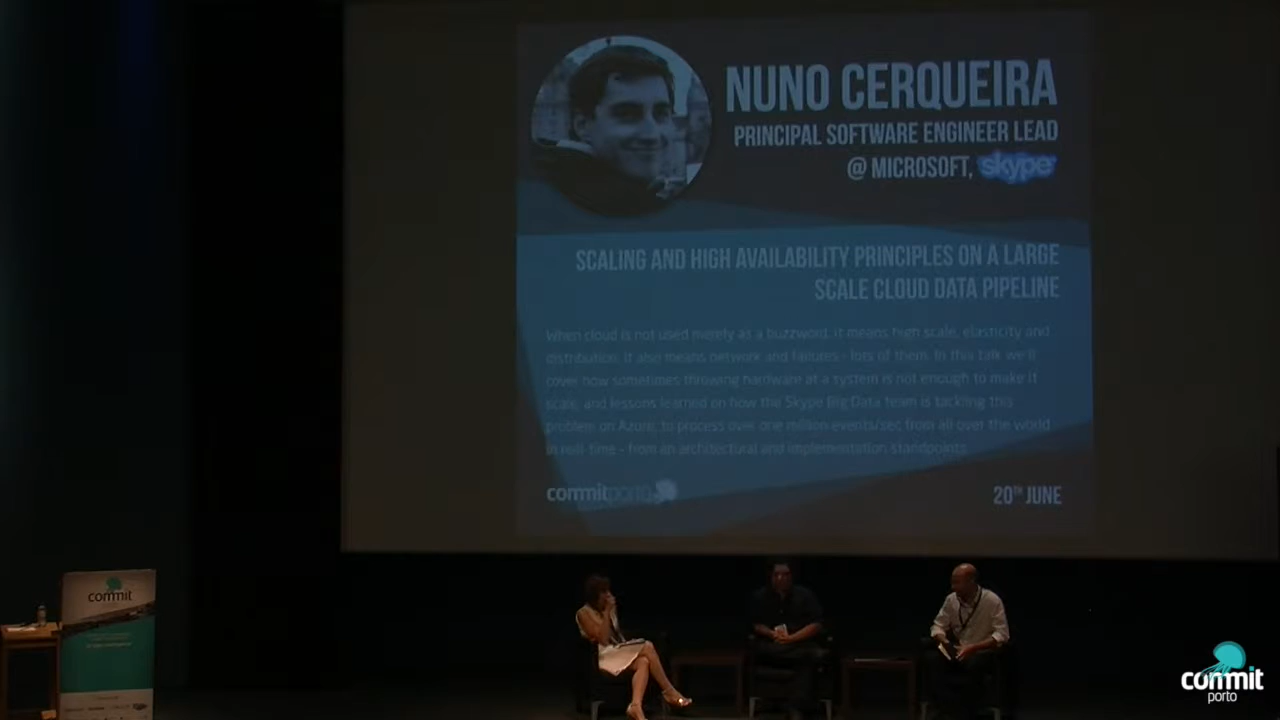 NUNO CERQUEIRA
PRINCIPAL SOFTWARE ENGINEER LEAD
@ MICROSOFT, skype
SCALING AND HIGH AVAILABILITY PRINCIPLES ON A LARGE
SCALE CLOUD DATA PIPELINE
When cloud is not used merely as a buzzword, it means high scale, elasticity and
distribution. It also means network and failures - lots of them. In this talk we'll
cover how sometimes throwing hardware at a system is not enough to make it
scale, and lessons learned on how the Skype Big Data team is tackling this
problem on Azure, to process over one million events/sec from all over the world
in real-time - from an architectural and implementation standpoints
commitporto
20TH JUNE
commit
commit
porto